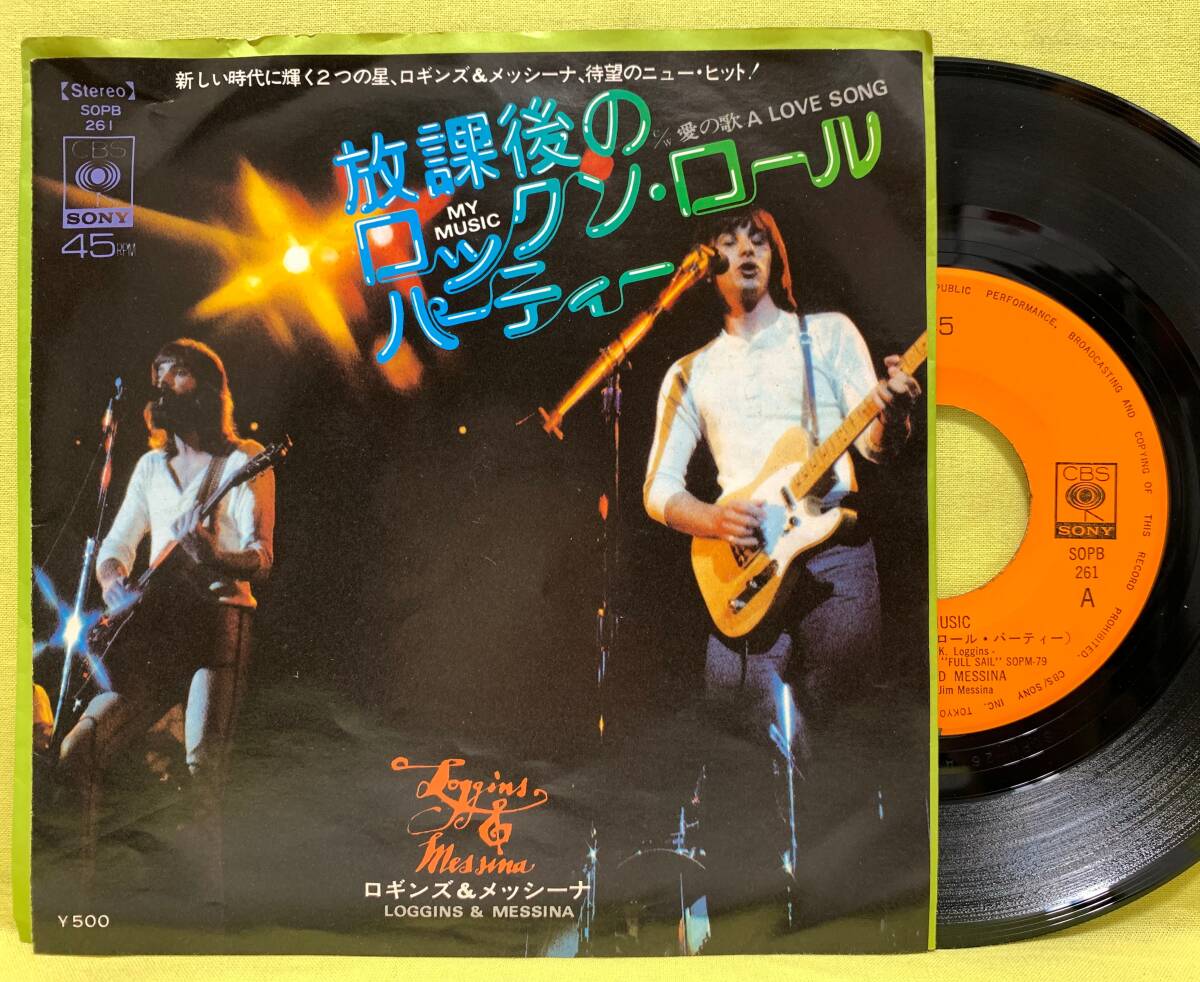 新しい時代に輝く2つの星、ロギンズ&メッシーナ、待望のニュー・ヒット!
【Stereo】
SOPB
261
CBS
SONY
45RPM
放課後の
ロックン・ロール
パーティー
MY
MUSIC
c/w 愛の歌 A LOVE SONG
Loggins
&
Messina
ロギンズ&メッシーナ
LOGGINS & MESSINA
¥500
PUBLIC PERFORMANCE, BROADCASTING AND COPYING OF THIS RECORD PROHIBITED.
CBS/SONY INC. TOKYO
5
CBS
SONY
SOPB
261
A
USIC
ロール・パーティー)
K. Loggins-
"FULL SAIL" SOPM-79
D MESSINA
Jim Messina